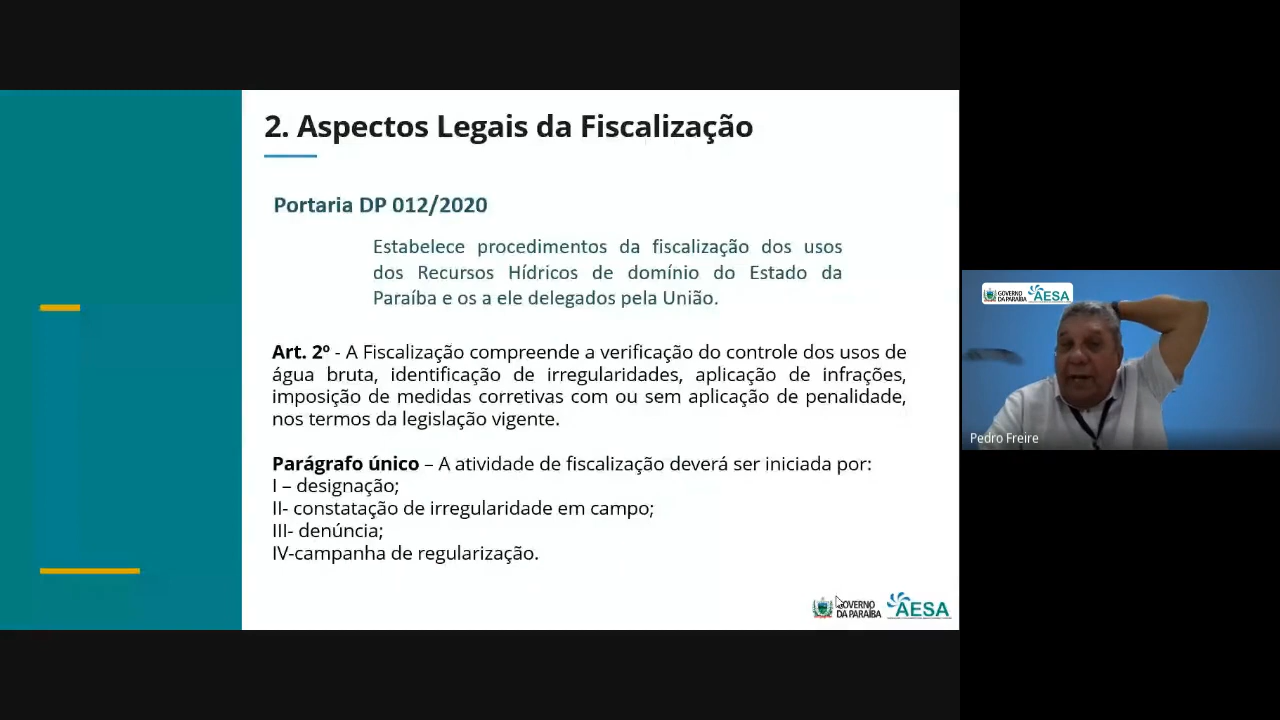 2. Aspectos Legais da Fiscalização
Portaria DP 012/2020
Estabelece procedimentos da fiscalização dos usos
dos Recursos Hídricos de domínio do Estado da
Paraíba e os a ele delegados pela União.
Art. 2º - A Fiscalização compreende a verificação do controle dos usos de
água bruta, identificação de irregularidades, aplicação de infrações,
imposição de medidas corretivas com ou sem aplicação de penalidade,
nos termos da legislação vigente.
Parágrafo único – A atividade de fiscalização deverá ser iniciada por:
I – designação;
II- constatação de irregularidade em campo;
III- denúncia;
IV-campanha de regularização.
GOVERNO
DA PARAÍBA
AESA
GOVERNO
DA PARAÍBA
AESA
Pedro Freire